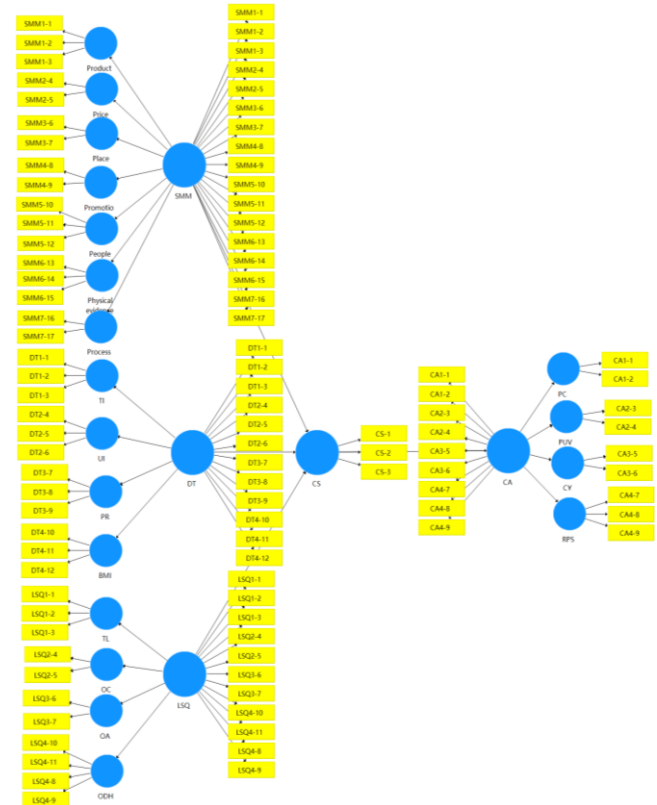 SMM1-1
SMM1-2
SMM1-3
Product
SMM2-4
SMM2-5
Price
SMM3-6
SMM3-7
Place
SMM4-8
SMM4-9
Promotio
SMM5-10
SMM5-11
SMM5-12
People
SMM6-13
SMM6-14
SMM6-15
Physical
evidence
SMM7-16
SMM7-17
Process
DT1-1
DT1-2
DT1-3
TI
DT2-4
DT2-5
DT2-6
UI
DT3-7
DT3-8
DT3-9
PR
DT4-10
DT4-11
DT4-12
BMI
LSQ1-1
LSQ1-2
LSQ1-3
TL
LSQ2-4
LSQ2-5
OC
LSQ3-6
LSQ3-7
OA
LSQ4-10
LSQ4-11
LSQ4-8
LSQ4-9
ODH
SMM
DT
LSQ
SMM1-1
SMM1-2
SMM1-3
SMM2-4
SMM2-5
SMM3-6
SMM3-7
SMM4-8
SMM4-9
SMM5-10
SMM5-11
SMM5-12
SMM6-13
SMM6-14
SMM6-15
SMM7-16
SMM7-17
DT1-1
DT1-2
DT1-3
DT2-4
DT2-5
DT2-6
DT3-7
DT3-8
DT3-9
DT4-10
DT4-11
DT4-12
LSQ1-1
LSQ1-2
LSQ1-3
LSQ2-4
LSQ2-5
LSQ3-6
LSQ3-7
LSQ4-10
LSQ4-11
LSQ4-8
LSQ4-9
CS
CS-1
CS-2
CS-3
CA1-1
CA1-2
CA2-3
CA2-4
CA3-5
CA3-6
CA4-7
CA4-8
CA4-9
CA
PC
CA1-1
CA1-2
PUV
CA2-3
CA2-4
CY
CA3-5
CA3-6
RPS
CA4-7
CA4-8
CA4-9